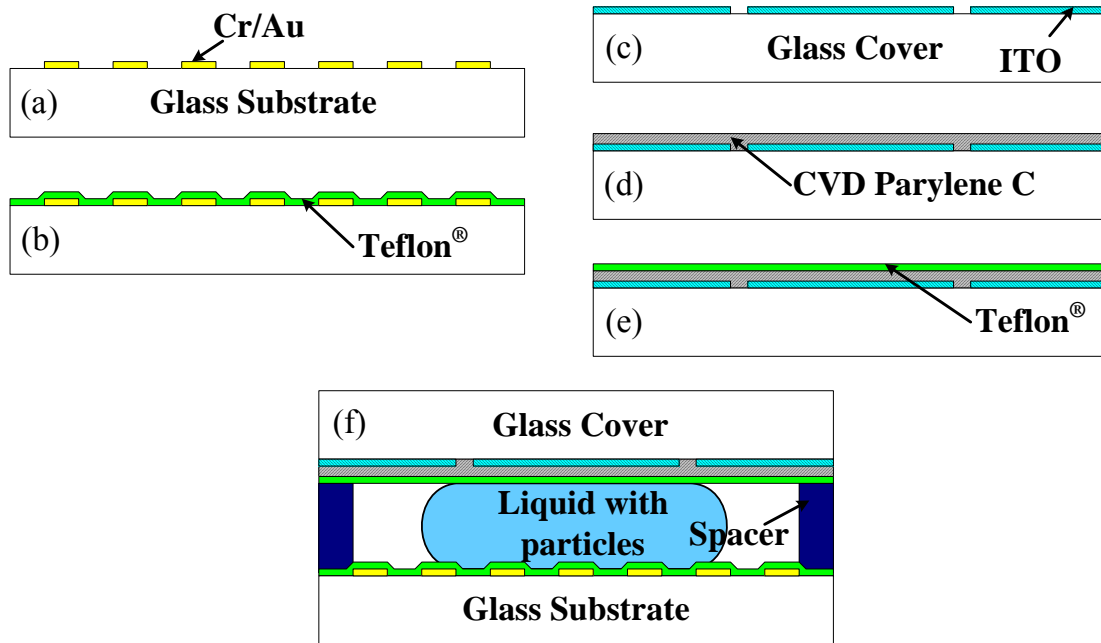 Cr/Au
(a)
Glass Substrate
(b)
Teflon®
(c)
Glass Cover
ITO
(d)
CVD Parylene C
(e)
Teflon®
(f)
Glass Cover
Liquid with
particles
Spacer
Glass Substrate